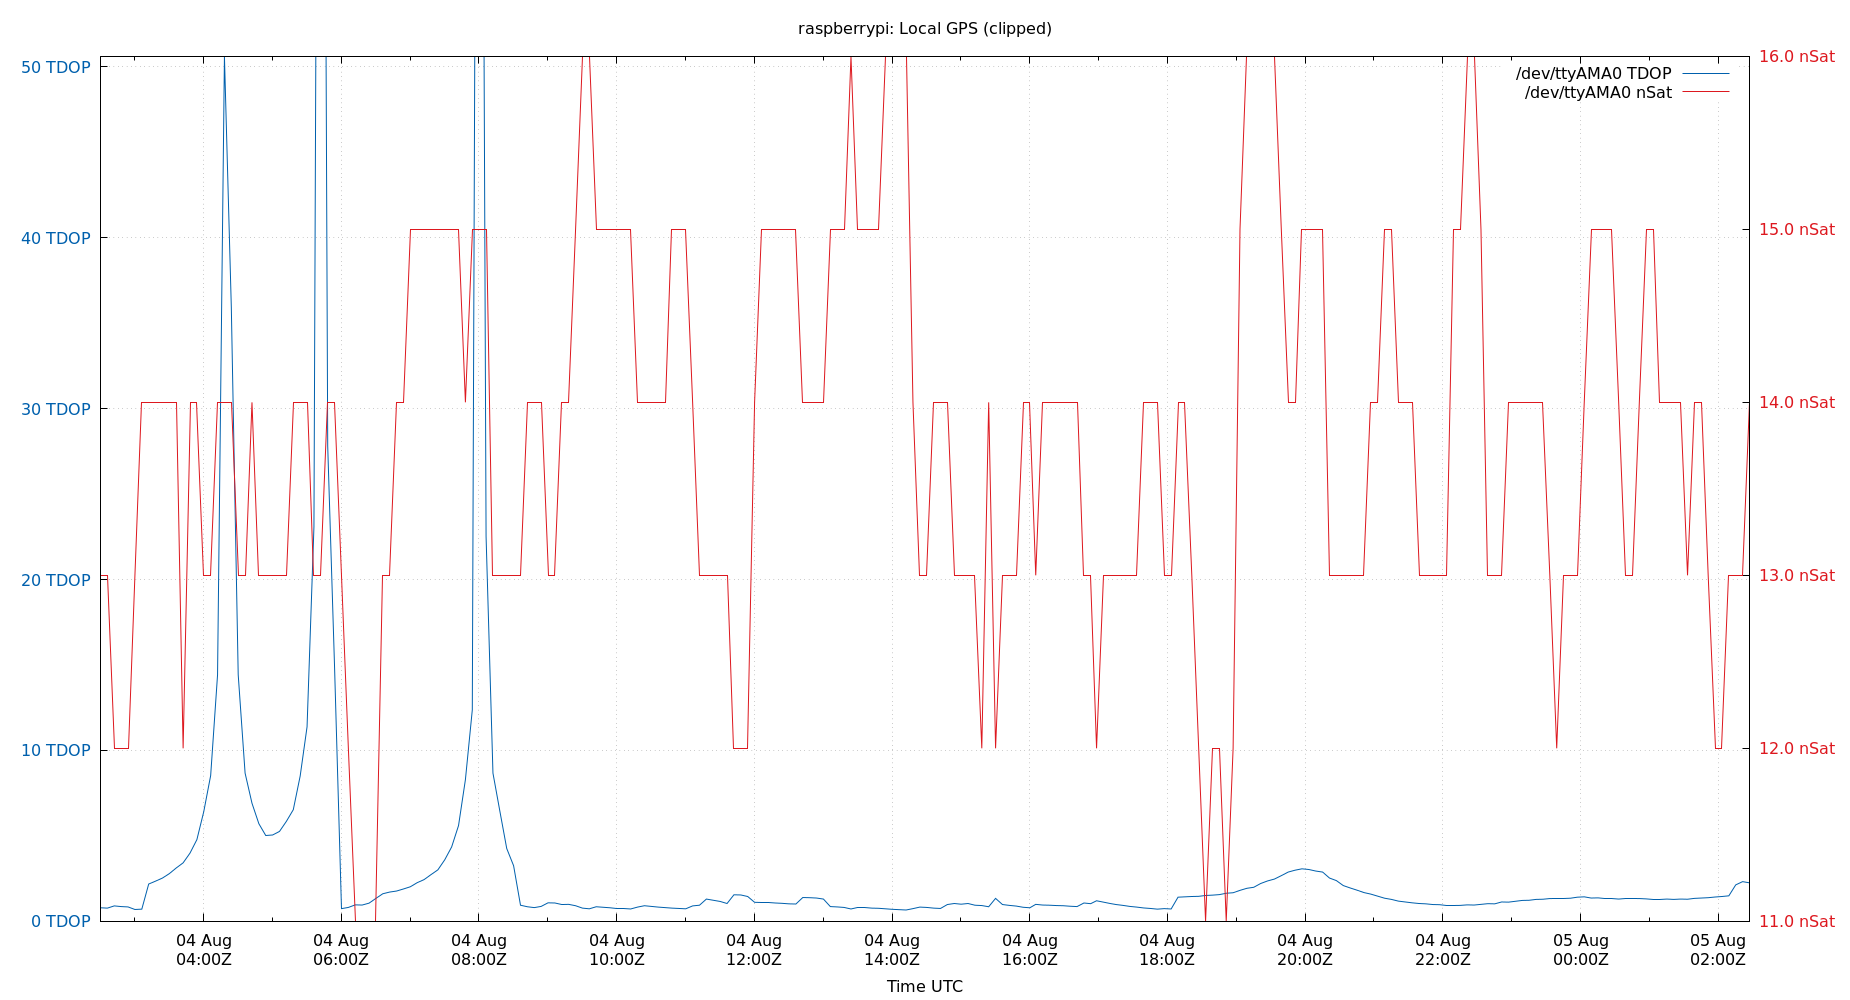 raspberrypi: Local GPS (clipped)
50 TDOP
40 TDOP
30 TDOP
20 TDOP
10 TDOP
0 TDOP
16.0 nSat
15.0 nSat
14.0 nSat
13.0 nSat
12.0 nSat
11.0 nSat
/dev/ttyAMA0 TDOP
/dev/ttyAMA0 nSat
04 Aug 04 Aug 04 Aug 04 Aug 04 Aug 04 Aug 04 Aug 04 Aug 04 Aug 04 Aug 05 Aug 05 Aug
04:00Z 06:00Z 08:00Z 10:00Z 12:00Z 14:00Z 16:00Z 18:00Z 20:00Z 22:00Z 00:00Z 02:00Z
Time UTC